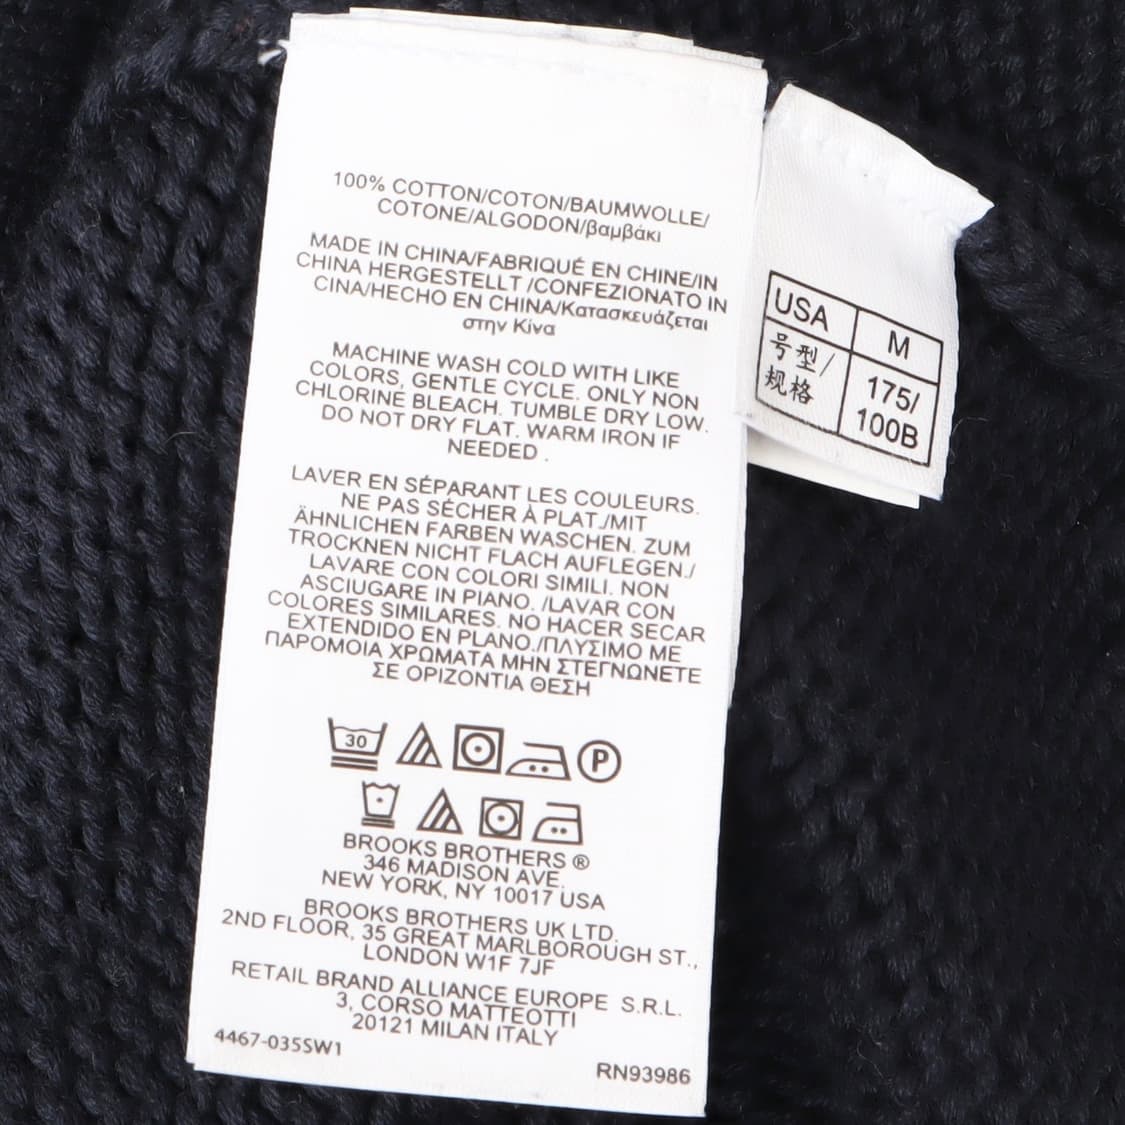 100% COTTON/COTON/BAUMWOLLE/
COTONE/ALGODON/βαμβάκι
MADE IN CHINA/FABRIQUÉ EN CHINE/IN
CHINA HERGESTELLT /CONFEZIONATO IN
CINA/HECHO EN CHINA/Κατασκευάζεται
στην Κίνα
MACHINE WASH COLD WITH LIKE
COLORS, GENTLE CYCLE. ONLY NON
CHLORINE BLEACH. TUMBLE DRY LOW.
DO NOT DRY FLAT. WARM IRON IF
NEEDED .
LAVER EN SÉPARANT LES COULEURS.
NE PAS SÉCHER À PLAT./MIT
ÄHNLICHEN FARBEN WASCHEN. ZUM
TROCKNEN NICHT FLACH AUFLEGEN./
LAVARE CON COLORI SIMILI. NON
ASCIUGARE IN PIANO. /LAVAR CON
COLORES SIMILARES. NO HACER SECAR
EXTENDIDO EN PLANO./ΠΛΥΣΙΜΟ ΜΕ
ΠΑΡΟΜΟΙΑ ΧΡΩΜΑΤΑ ΜΗΝ ΣΤΕΓΝΩΝΕΤΕ
ΣΕ ΟΡΙΖΟΝΤΙΑ ΘΕΣΗ
30 P
BROOKS BROTHERS ®
346 MADISON AVE.
NEW YORK, NY 10017 USA
BROOKS BROTHERS UK LTD.
2ND FLOOR, 35 GREAT MARLBOROUGH ST.,
LONDON W1F 7JF
RETAIL BRAND ALLIANCE EUROPE S.R.L.
3, CORSO MATTEOTTI
20121 MILAN ITALY
4467-035SW1
RN93986
USA M
号型/ 175/
规格 100B